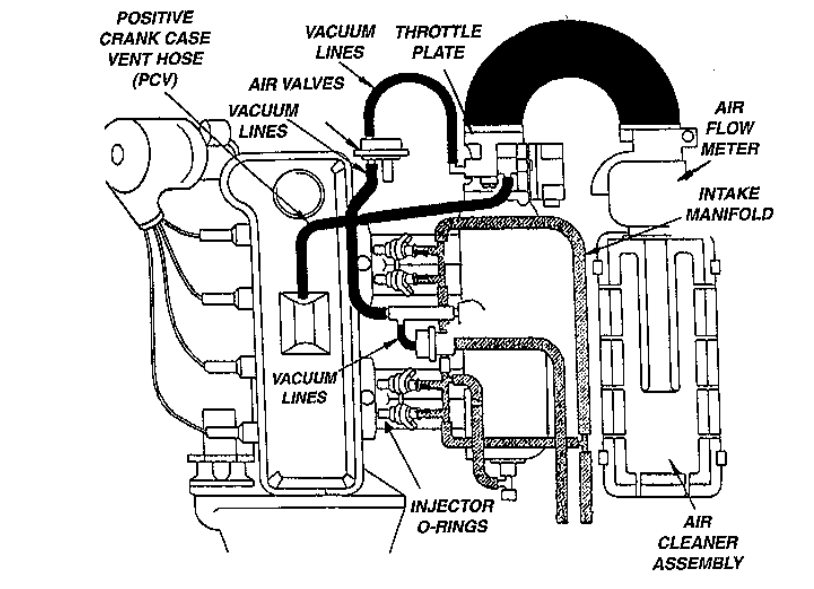 POSITIVE
CRANK CASE
VENT HOSE
(PCV)
VACUUM
LINES
THROTTLE
PLATE
AIR VALVES
VACUUM
LINES
AIR
FLOW
METER
INTAKE
MANIFOLD
VACUUM
LINES
INJECTOR
O-RINGS
AIR
CLEANER
ASSEMBLY